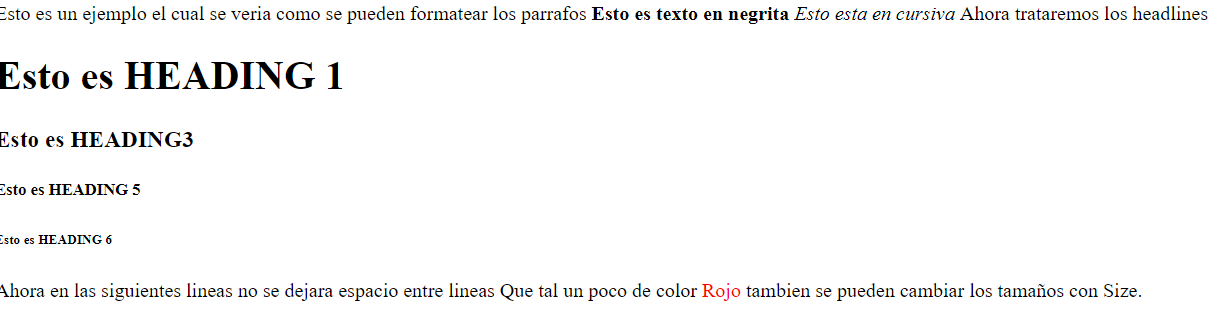 Esto es un ejemplo el cual se veria como se pueden formatear los parrafos Esto es texto en negrita Esto esta en cursiva Ahora trataremos los headlines
Esto es HEADING 1
Esto es HEADING3
Esto es HEADING 5
Esto es HEADING 6
Ahora en las siguientes lineas no se dejara espacio entre lineas Que tal un poco de color Rojo tambien se pueden cambiar los tamaños con Size.